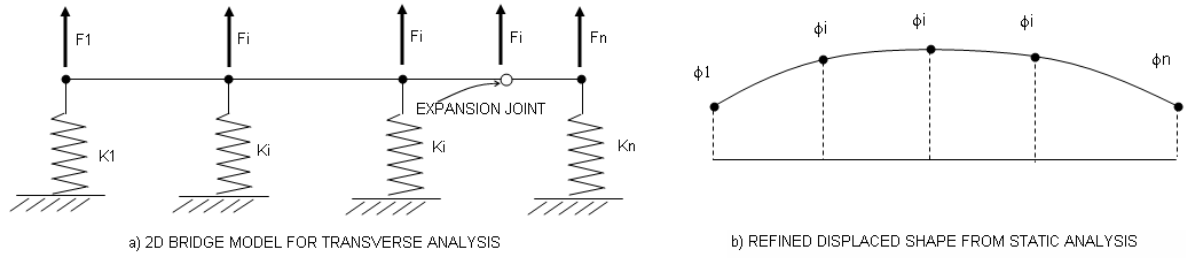 F1 Fi Fi Fi Fn
EXPANSION JOINT
K1 Ki Ki Kn
a) 2D BRIDGE MODEL FOR TRANSVERSE ANALYSIS
ϕ1 ϕi ϕi ϕi ϕn
b) REFINED DISPLACED SHAPE FROM STATIC ANALYSIS